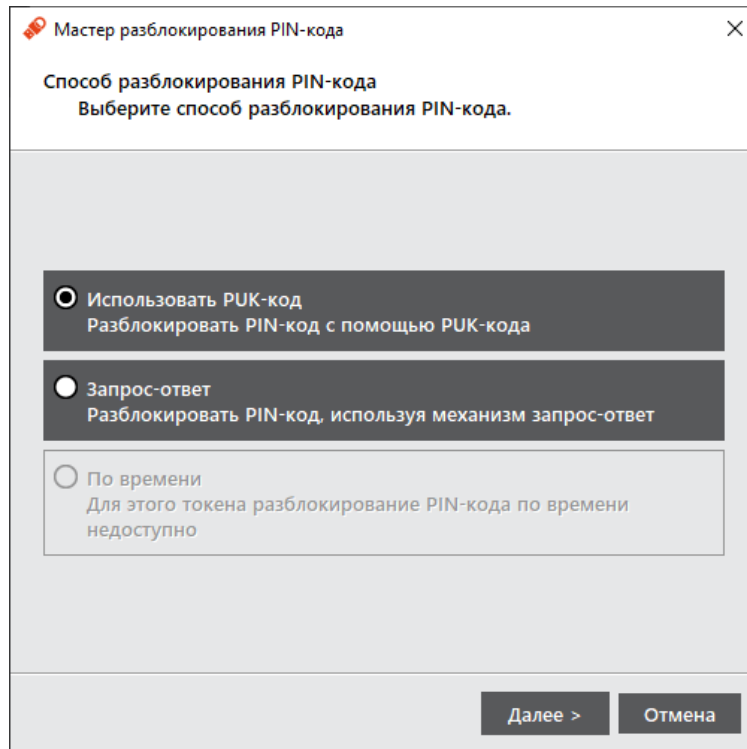 Мастер разблокирования PIN-кода
Способ разблокирования PIN-кода
Выберите способ разблокирования PIN-кода.
Использовать PUK-код
Разблокировать PIN-код с помощью PUK-кода
Запрос-ответ
Разблокировать PIN-код, используя механизм запрос-ответ
По времени
Для этого токена разблокирование PIN-кода по времени
недоступно
Далее >
Отмена